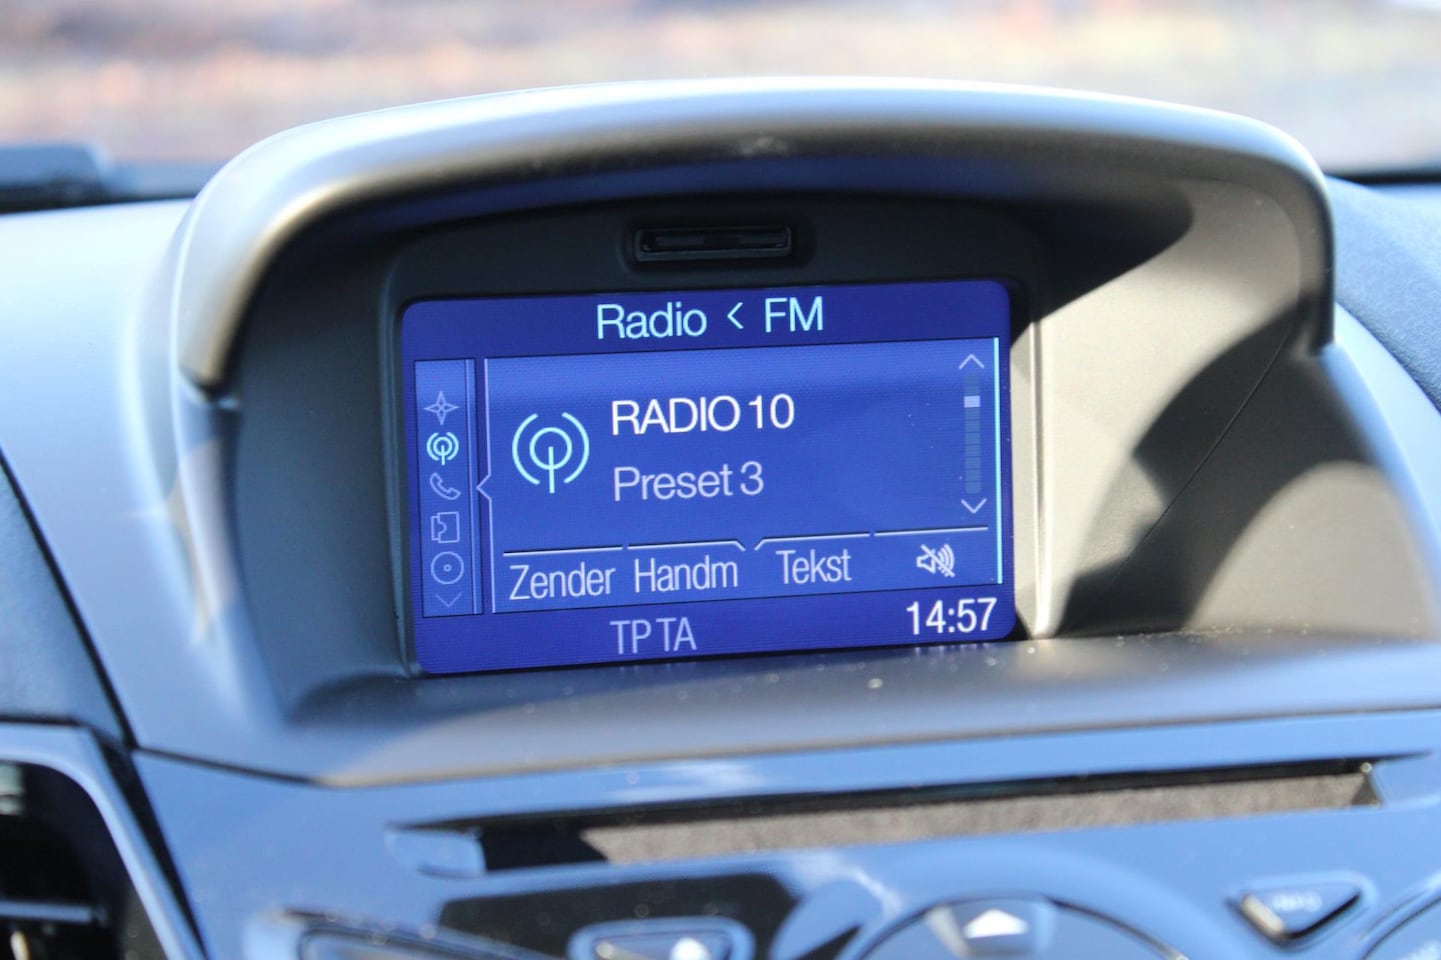 Radio < FM
RADIO 10
Preset 3
Zender Handm Tekst
TP TA 14:57